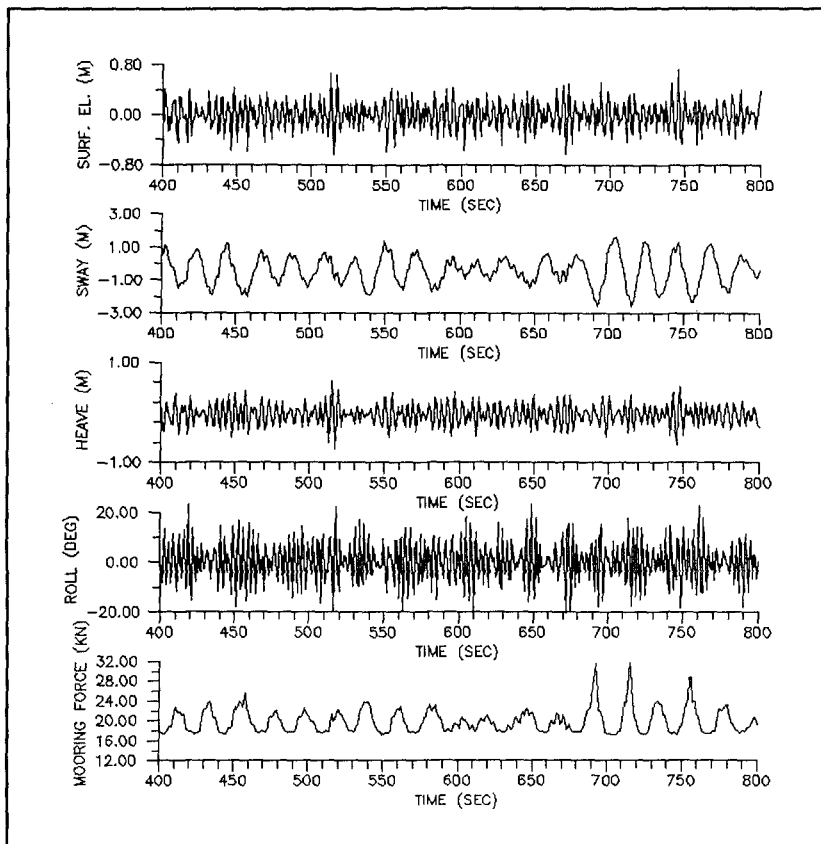 SURF. EL. (M)
0.80
0.00
-0.80
400 450 500 550 600 650 700 750 800
TIME (SEC)
SWAY (M)
3.00
1.00
-1.00
-3.00
400 450 500 550 600 650 700 750 800
TIME (SEC)
HEAVE (M)
1.00
-1.00
400 450 500 550 600 650 700 750 800
TIME (SEC)
ROLL (DEG)
20.00
0.00
-20.00
400 450 500 550 600 650 700 750 800
TIME (SEC)
MOORING FORCE (KN)
32.00
28.00
24.00
20.00
16.00
12.00
400 450 500 550 600 650 700 750 800
TIME (SEC)